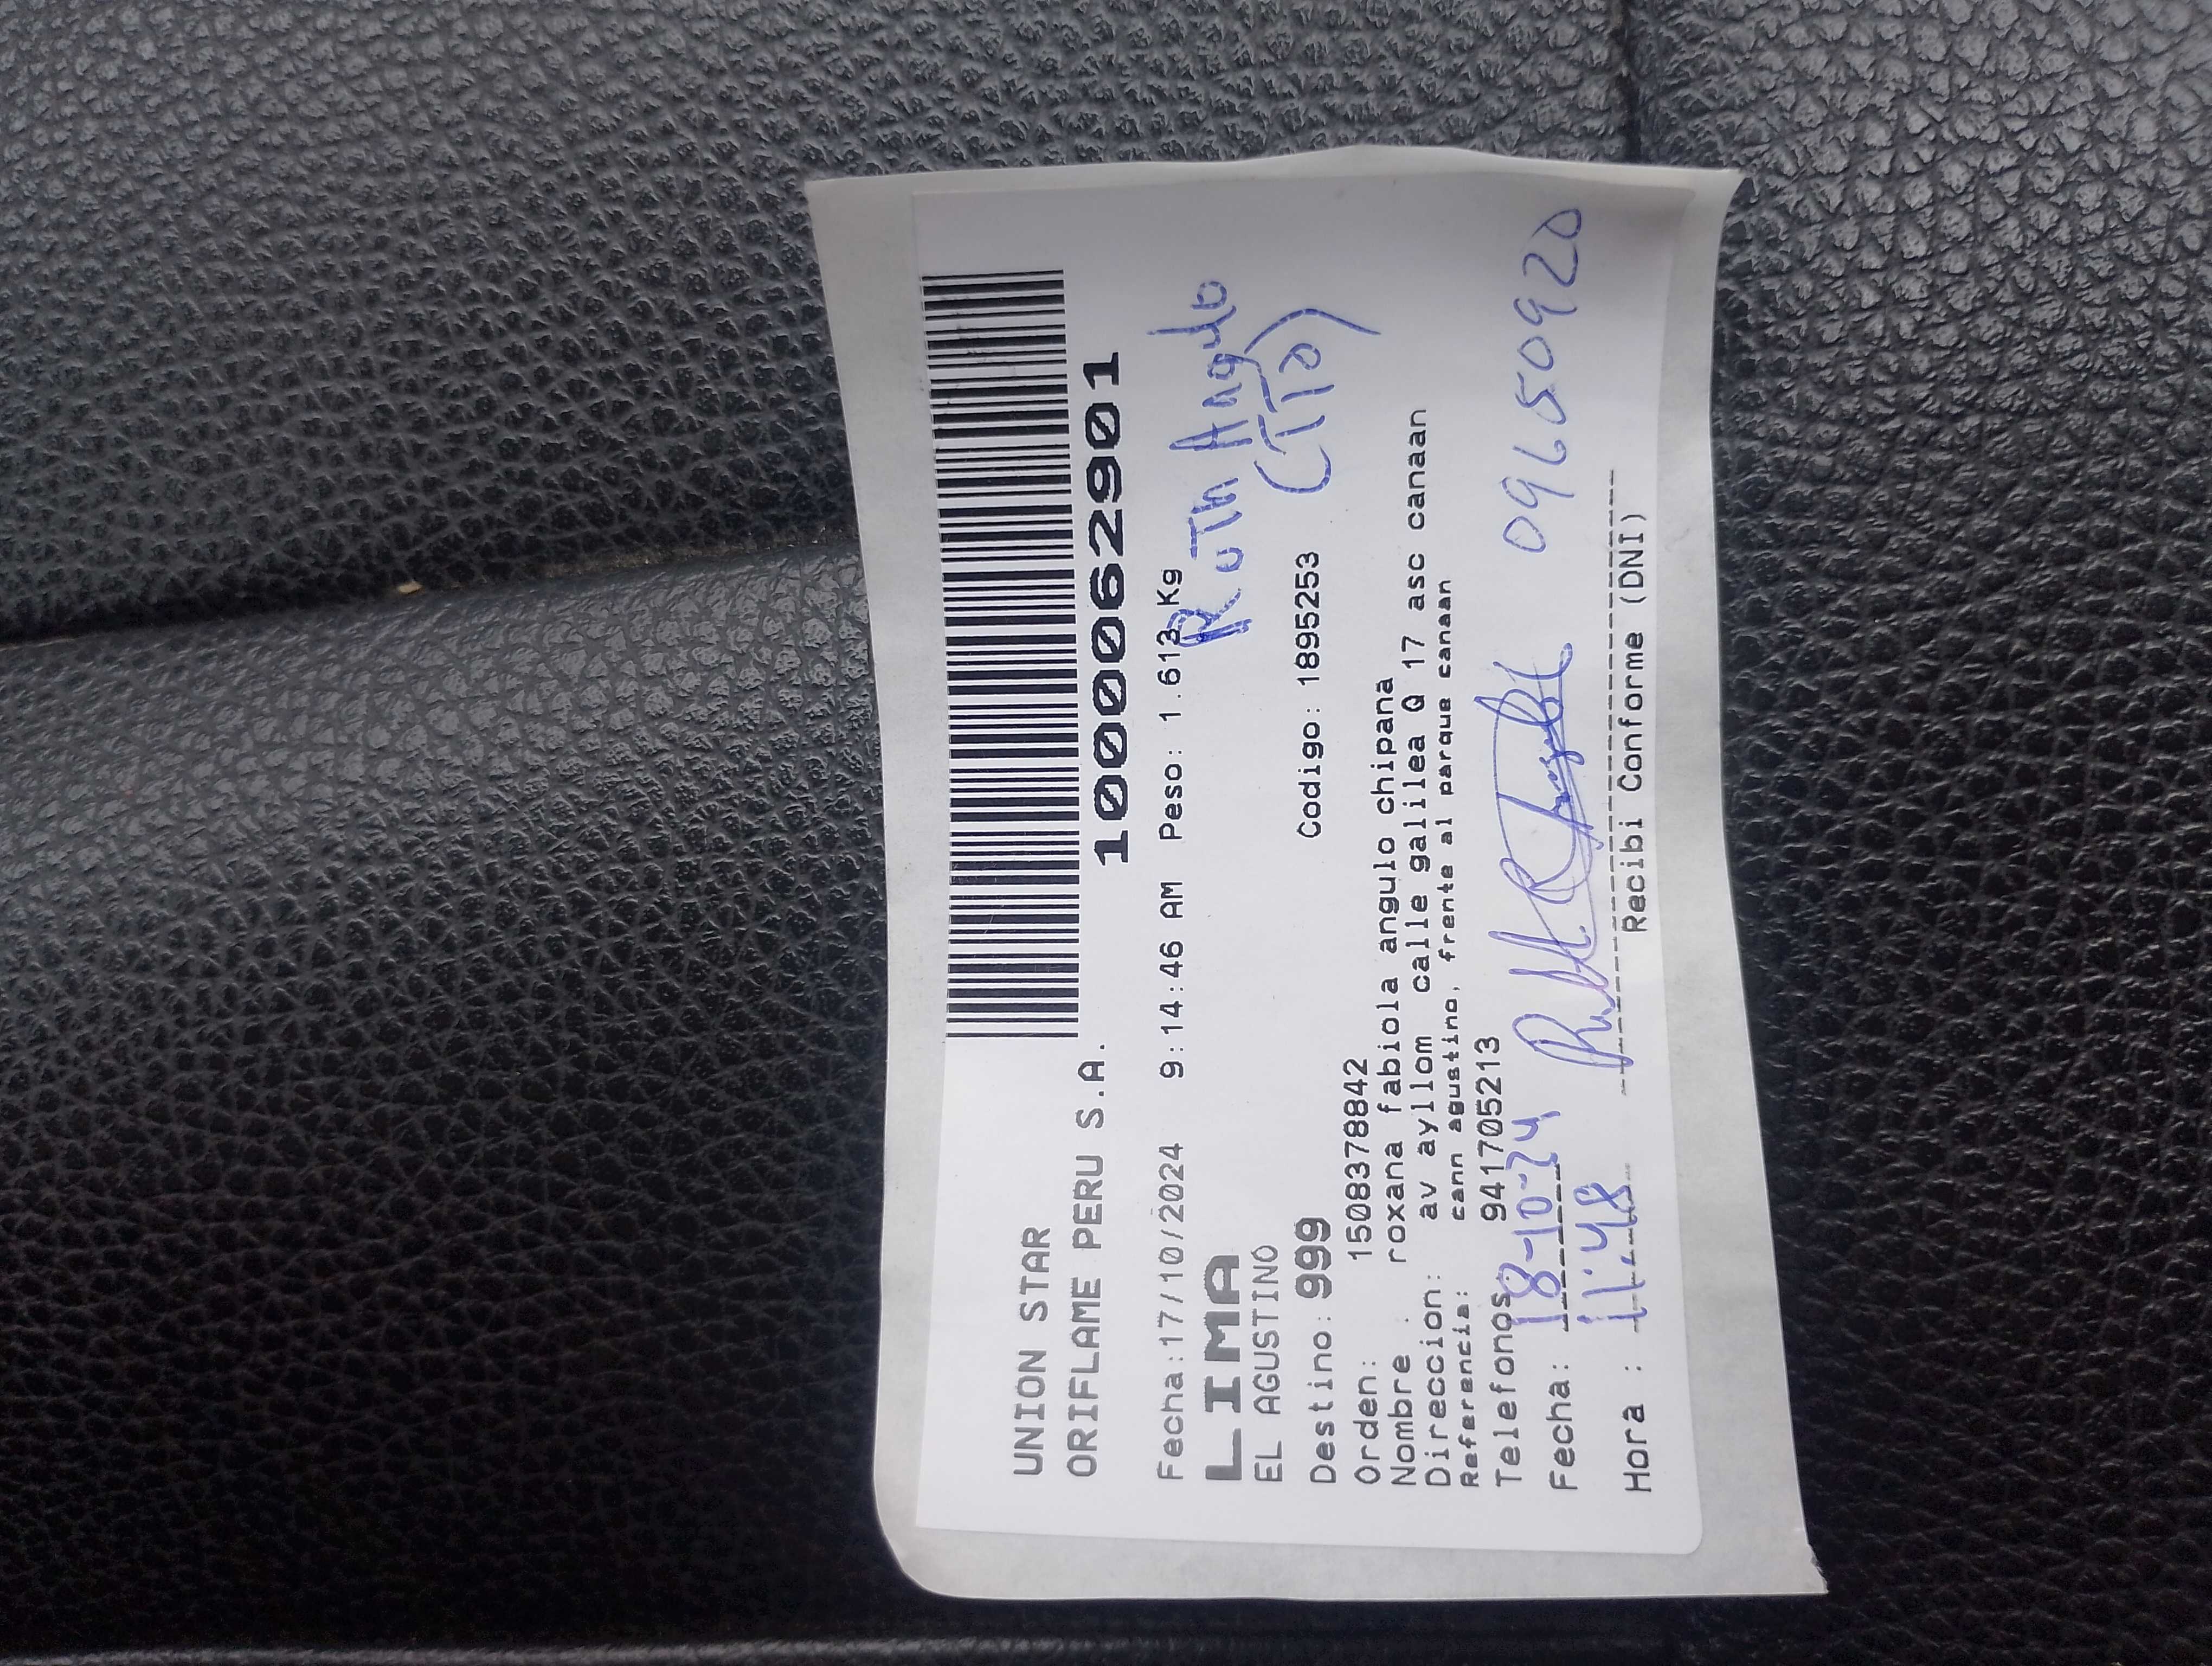 UNION STAR
ORIFLAME PERU S.A.
1000062901
Fecha:17/10/2024 9:14:46 AM Peso: 1.613 Kg
LIMA
Ruth Angulo
EL AGUSTINO
(TIA)
Destino: 999 Codigo: 1895253
Orden: 1508378842
Nombre : roxana fabiola angulo chipana
Direccion: av ayllom calle galilea Q 17 asc canaan
Referencia: cann agustino, frente al parque canaan
Telefonos 941705213
Fecha: 18-10-24 09650920
Hora : 11:48
Recibi Conforme (DNI)